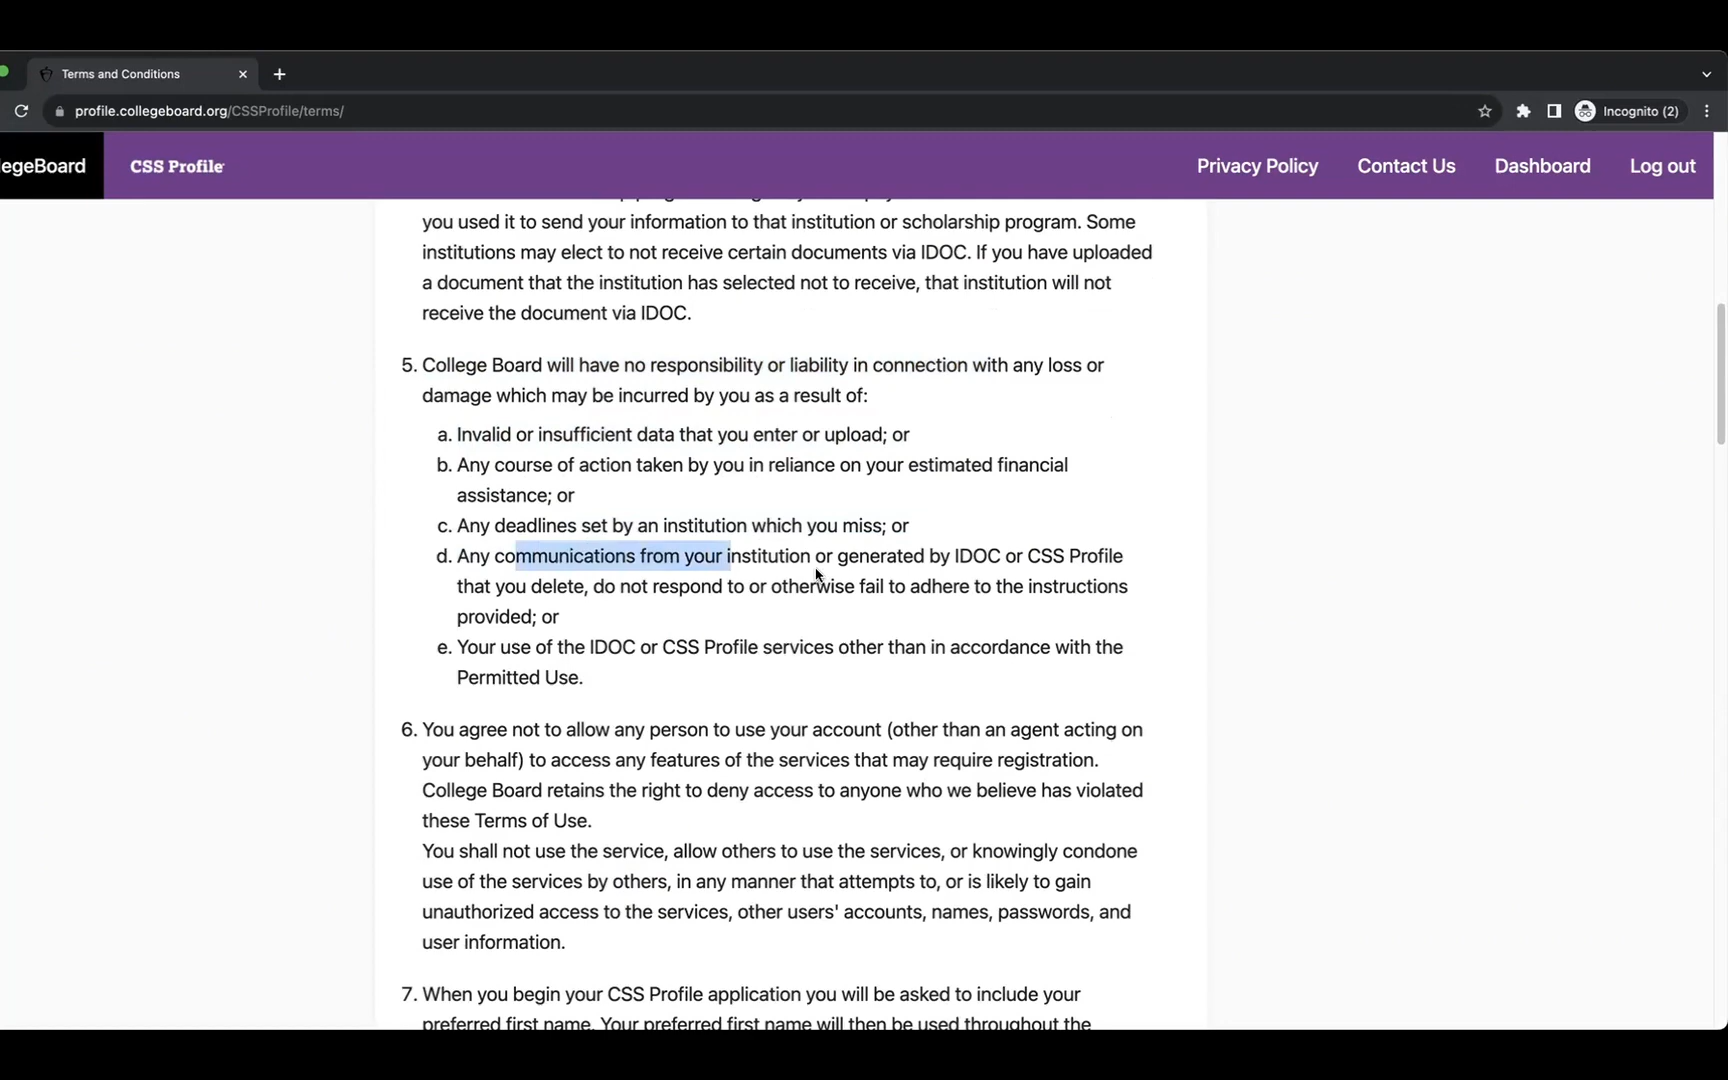 Terms and Conditions
profile.collegeboard.org/CSSProfile/terms/
Incognito (2)
legeBoard
CSS Profile
Privacy Policy
Contact Us
Dashboard
Log out
you used it to send your information to that institution or scholarship program. Some
institutions may elect to not receive certain documents via IDOC. If you have uploaded
a document that the institution has selected not to receive, that institution will not
receive the document via IDOC.
5. College Board will have no responsibility or liability in connection with any loss or
damage which may be incurred by you as a result of:
a. Invalid or insufficient data that you enter or upload; or
b. Any course of action taken by you in reliance on your estimated financial
assistance; or
c. Any deadlines set by an institution which you miss; or
d. Any communications from your institution or generated by IDOC or CSS Profile
that you delete, do not respond to or otherwise fail to adhere to the instructions
provided; or
e. Your use of the IDOC or CSS Profile services other than in accordance with the
Permitted Use.
6. You agree not to allow any person to use your account (other than an agent acting on
your behalf) to access any features of the services that may require registration.
College Board retains the right to deny access to anyone who we believe has violated
these Terms of Use.
You shall not use the service, allow others to use the services, or knowingly condone
use of the services by others, in any manner that attempts to, or is likely to gain
unauthorized access to the services, other users' accounts, names, passwords, and
user information.
7. When you begin your CSS Profile application you will be asked to include your
preferred first name. Your preferred first name will then be used throughout the